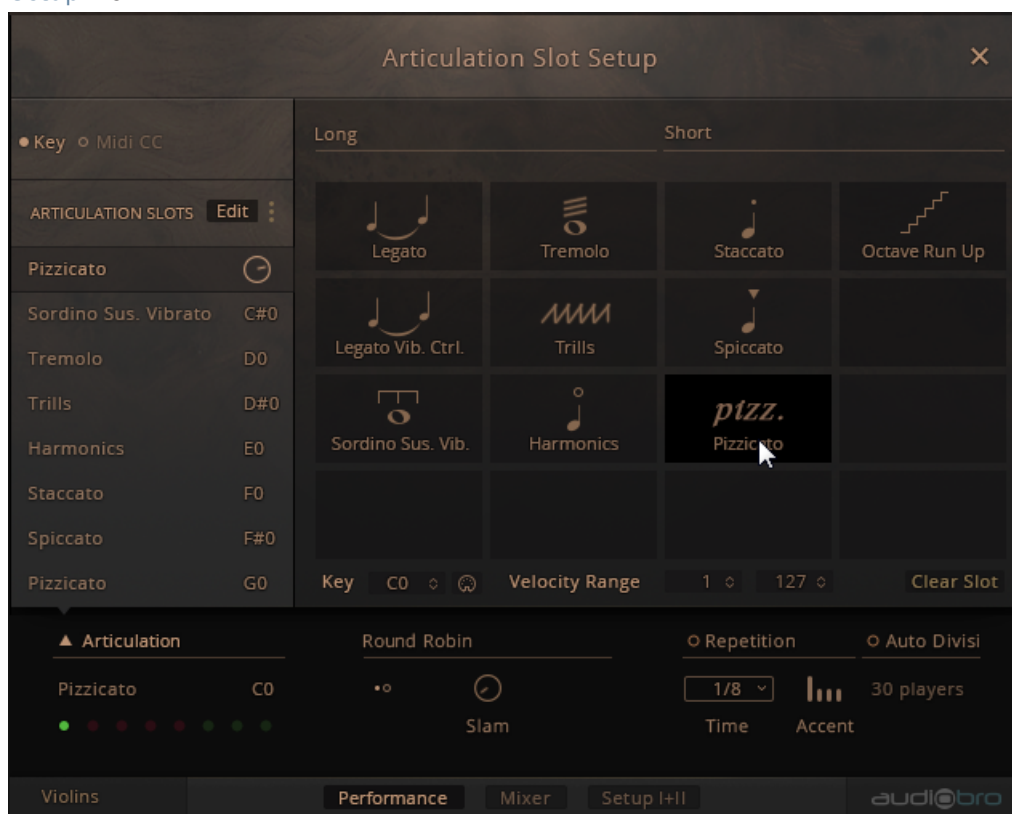 Articulation Slot Setup
Key Midi CC
Long
Short
ARTICULATION SLOTS Edit
Pizzicato
Sordino Sus. Vibrato C#0
Tremolo D0
Trills D#0
Harmonics E0
Staccato F0
Spiccato F#0
Pizzicato G0
Legato
Tremolo
Staccato
Octave Run Up
Legato Vib. Ctrl.
Trills
Spiccato
Sordino Sus. Vib.
Harmonics
pizz.
Pizzicato
Key C0 Velocity Range 1 127 Clear Slot
Articulation
Round Robin
Repetition
Auto Divisi
Pizzicato C0
1/8
30 players
Slam
Time
Accent
Violins
Performance
Mixer
Setup I+II
audiobro